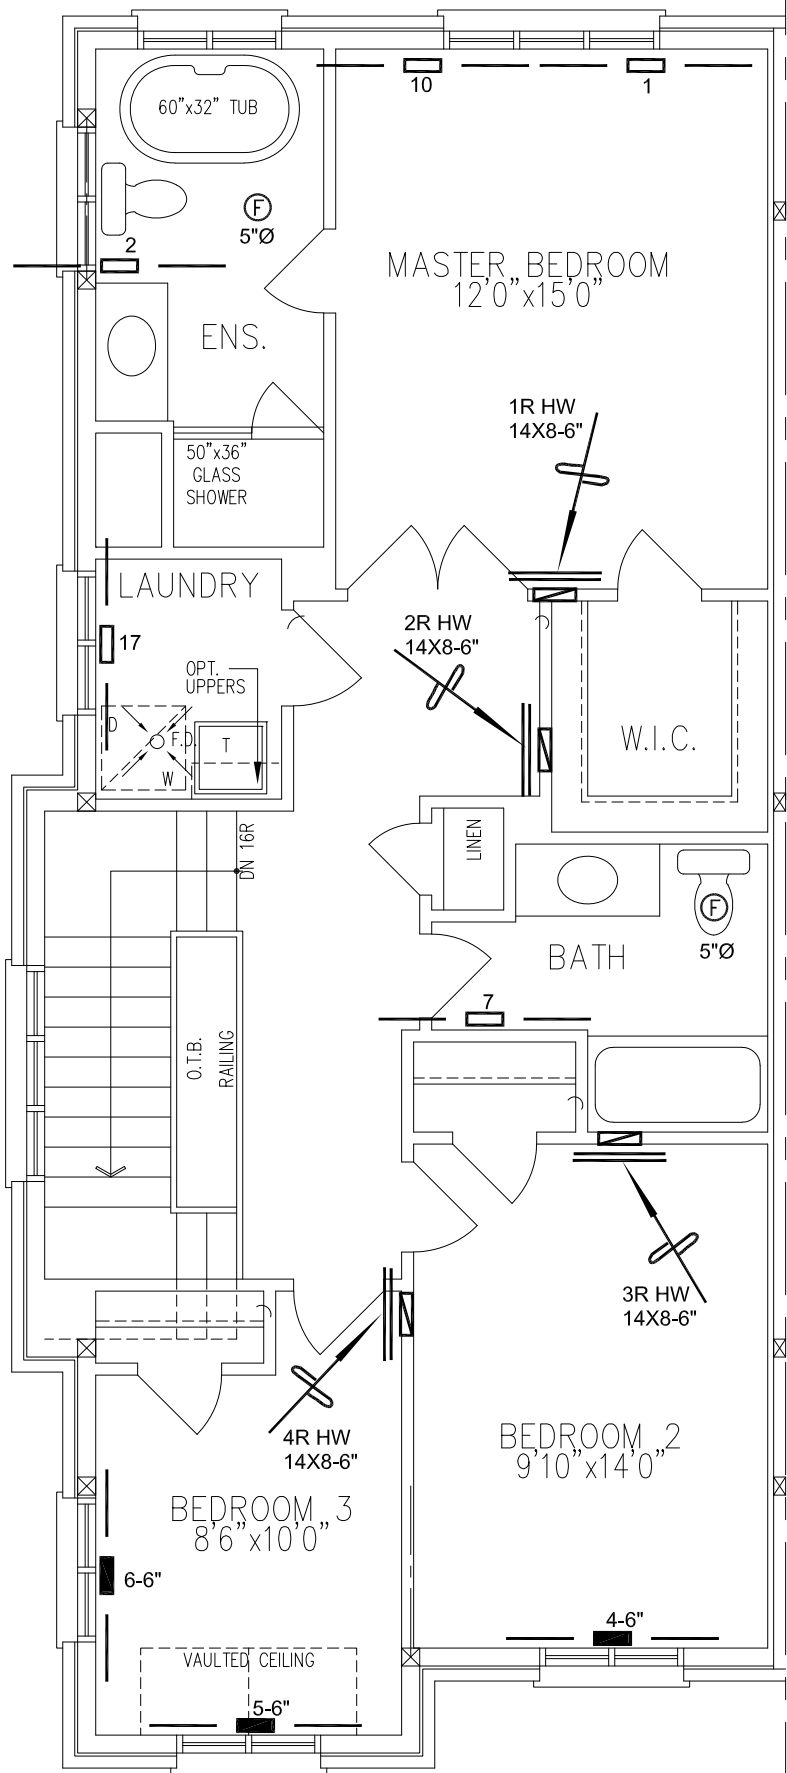 10
1
60"x32" TUB
F
5"Ø
2
MASTER BEDROOM
12'0"x15'0"
ENS.
1R HW
14X8-6"
50"x36"
GLASS
SHOWER
LAUNDRY
17
2R HW
14X8-6"
OPT.
UPPERS
D
F.D.
T
W
W.I.C.
LINEN
DN 16R
F
5"Ø
BATH
7
O.T.B.
RAILING
3R HW
14X8-6"
4R HW
14X8-6"
BEDROOM 2
9'10"x14'0"
BEDROOM 3
8'6"x10'0"
6-6"
4-6"
VAULTED CEILING
5-6"